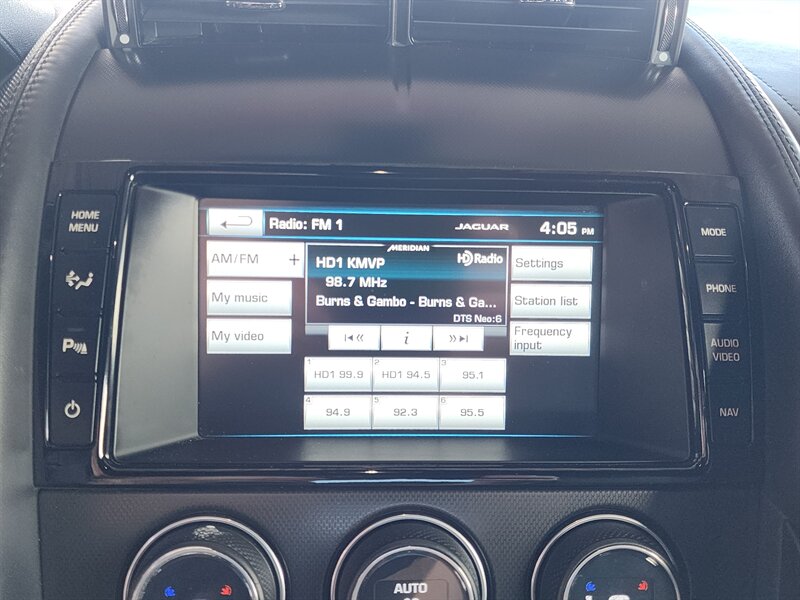 HOME
MENU
P
MODE
PHONE
AUDIO
VIDEO
NAV
Radio: FM 1
JAGUAR
4:05 PM
AM/FM +
My music
My video
MERIDIAN
HD1 KMVP
HD Radio
98.7 MHz
Burns & Gambo - Burns & Ga...
DTS Neo:6
Settings
Station list
Frequency
input
i
1 HD1 99.9
2 HD1 94.5
3 95.1
4 94.9
5 92.3
6 95.5
AUTO